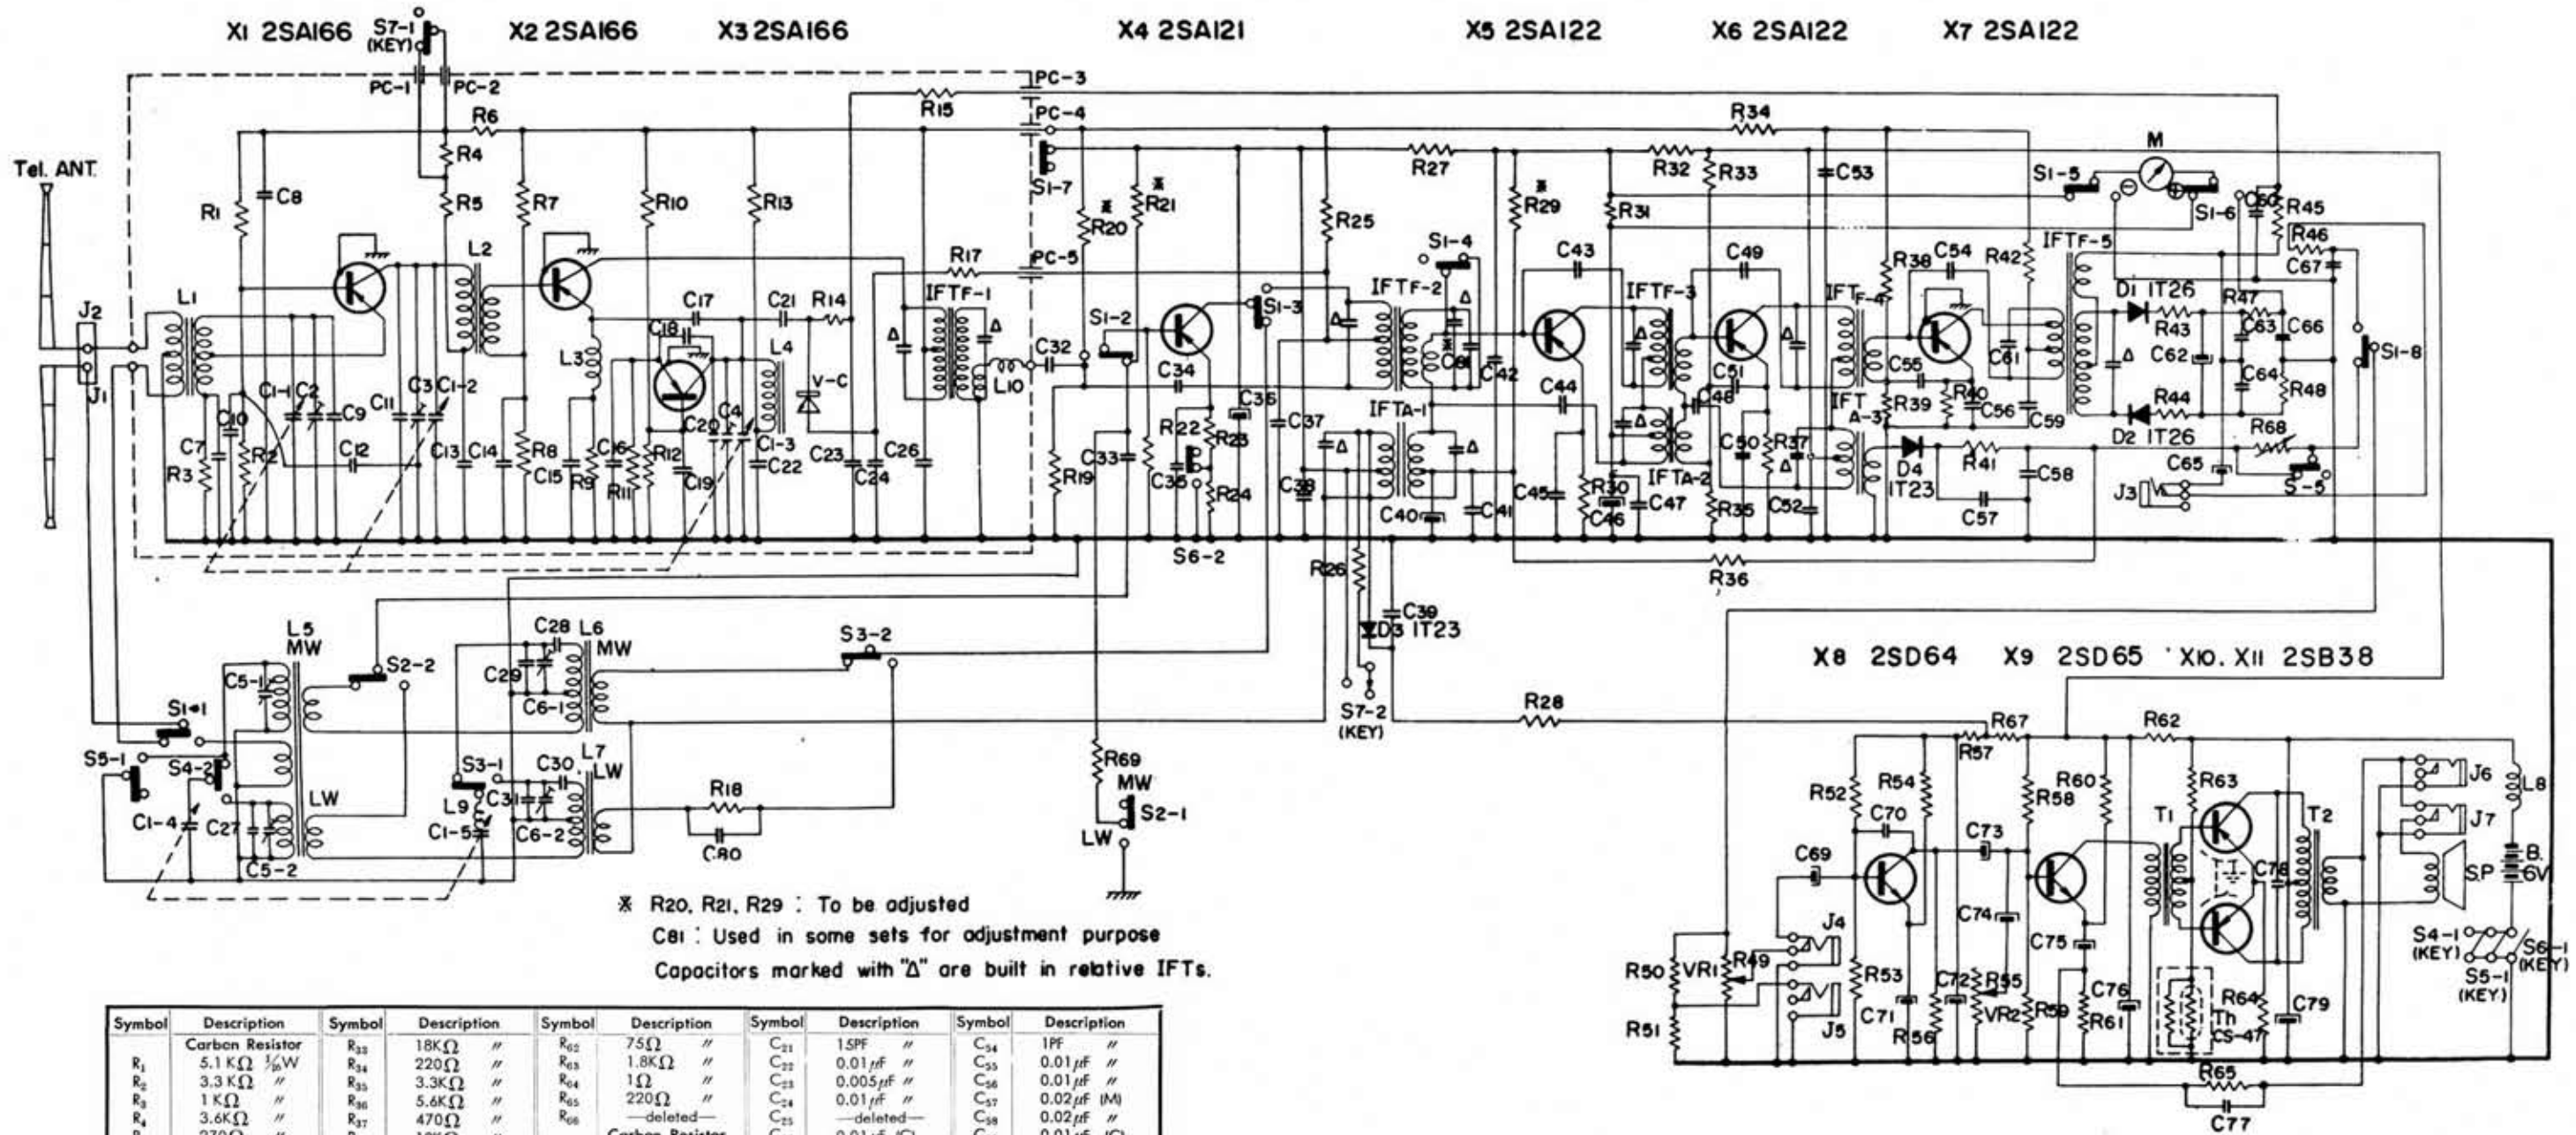 X1 2SA166
S7-1
(KEY)
X2 2SA166
X3 2SA166
X4 2SA121
X5 2SA122
X6 2SA122
X7 2SA122
PC-1
PC-2
PC-3
R15
PC-4
R6
R34
R4
M
Tel. ANT.
S1-7
R27
R32
R33
C53
S1-5
R1
C8
R5
R7
R10
R13
※
R20
※
R21
R25
※
R29
R31
S1-6
R45
L2
PC-5
S1-4
C43
C49
R38
C54
R42
IFTF-5
R46
C67
J2
L1
C17
C21
R14
R17
IFTF-1
S1-3
IFTF-2
IFTF-3
IFTF-4
D1 1T26
R47
C18
S1-2
R43
C63
C66
L3
L4
V-C
L10
C32
C34
C81
C42
C44
C51
C55
C61
C62
S1-8
J1
C1-1
C2
C3
C1-2
C4
C36
IFTA-1
C48
IFT
A-3
R39
R40
C56
C59
R44
C64
R48
C7
C10
C9
C11
C20
C1-3
R22
R23
C37
C50
R37
D2 1T26
R68
R3
R2
C12
C13
C14
R8
C15
R9
C16
R11
R12
C19
C22
C23
C24
C26
R19
C33
C35
R24
C38
C40
C41
C45
R30
C46
C47
IFTA-2
R35
C52
D4
1T23
R41
C58
C57
C65
S-5
J3
S6-2
R26
R36
C39
D3 1T23
L5
MW
C28
L6
MW
S3-2
X8 2SD64
X9 2SD65
X10. X11 2SB38
S2-2
C5-1
C29
C6-1
S1-1
S7-2
(KEY)
R28
R67
R57
R62
S5-1
S4-2
LW
S3-1
C30
L7
LW
R69
MW
S2-1
LW
R52
R54
R58
R60
R63
J6
L8
L9
C31
R18
C70
C73
T1
T2
J7
C1-4
C27
C5-2
C1-5
C6-2
C80
C69
C78
S.P
B.
6V
※ R20, R21, R29 : To be adjusted
C81 : Used in some sets for adjustment purpose
Capacitors marked with "Δ" are built in relative IFTs.
J4
C74
C75
S4-1
(KEY)
S6-1
(KEY)
S5-1
(KEY)
R50
VR1
R49
R53
C72
R55
C76
R64
Th
CS-47
C79
R51
J5
C71
R56
VR2
R59
R61
R65
C77
Symbol Description Symbol Description Symbol Description Symbol Description Symbol Description
Carbon Resistor R33 18KΩ 〃 R62 75Ω 〃 C21 15PF 〃 C54 1PF 〃
R1 5.1 KΩ 1/16W R34 220Ω 〃 R63 1.8KΩ 〃 C22 0.01μF 〃 C55 0.01μF 〃
R2 3.3 KΩ 〃 R35 3.3KΩ 〃 R64 1Ω 〃 C23 0.005μF 〃 C56 0.01μF 〃
R3 1 KΩ 〃 R36 5.6KΩ 〃 R65 220Ω 〃 C24 0.01μF 〃 C57 0.02μF (M)
R4 3.6KΩ 〃 R37 470Ω 〃 R66 —deleted— C25 —deleted— C58 0.02μF 〃